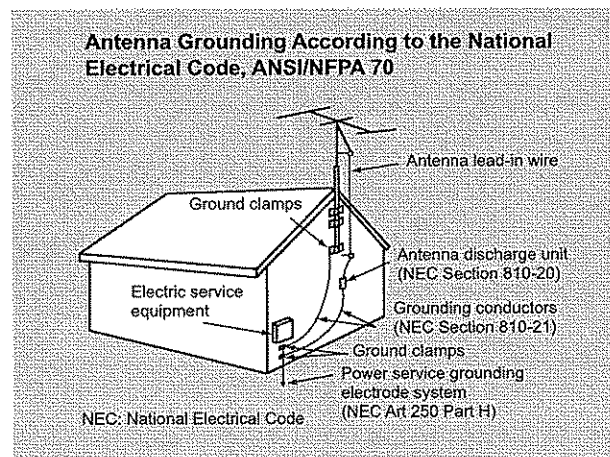 Antenna Grounding According to the National
Electrical Code, ANSI/NFPA 70
Antenna lead-in wire
Ground clamps
Antenna discharge unit
(NEC Section 810-20)
Electric service
equipment
Grounding conductors
(NEC Section 810-21)
Ground clamps
Power service grounding
electrode system
(NEC Art 250 Part H)
NEC: National Electrical Code